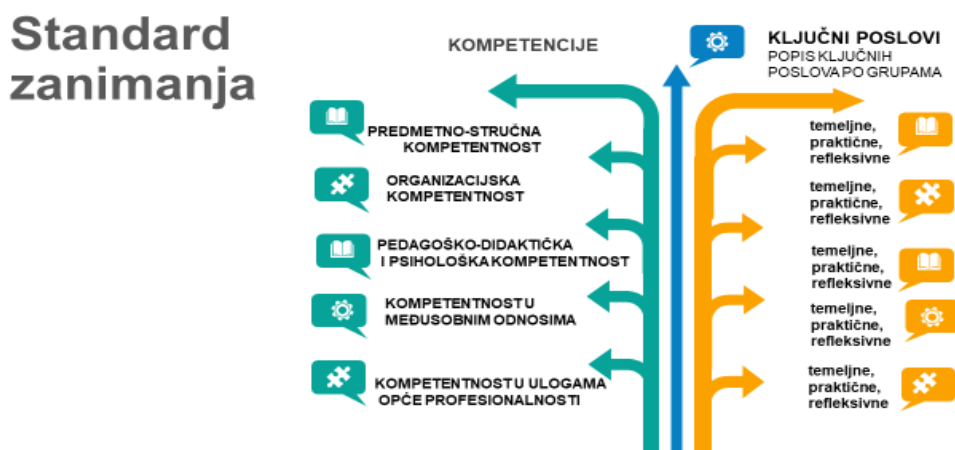 Standard
zanimanja
KOMPETENCIJE
PREDMETNO-STRUČNA
KOMPETENTNOST
ORGANIZACIJSKA
KOMPETENTNOST
PEDAGOŠKO-DIDAKTIČKA
I PSIHOLOŠKA KOMPETENTNOST
KOMPETENTNOST U
MEĐUSOBNIM ODNOSIMA
KOMPETENTNOST U ULOGAMA
OPĆE PROFESIONALNOSTI
KLJUČNI POSLOVI
POPIS KLJUČNIH
POSLOVA PO GRUPAMA
temeljne,
praktične,
refleksivne
temeljne,
praktične,
refleksivne
temeljne,
praktične,
refleksivne
temeljne,
praktične,
refleksivne
temeljne,
praktične,
refleksivne